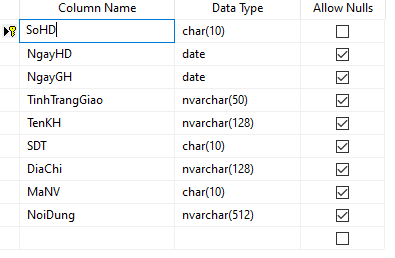 Column Name Data Type Allow Nulls
SoHD char(10)
NgayHD date
NgayGH date
TinhTrangGiao nvarchar(50)
TenKH nvarchar(128)
SDT char(10)
DiaChi nvarchar(128)
MaNV char(10)
NoiDung nvarchar(512)